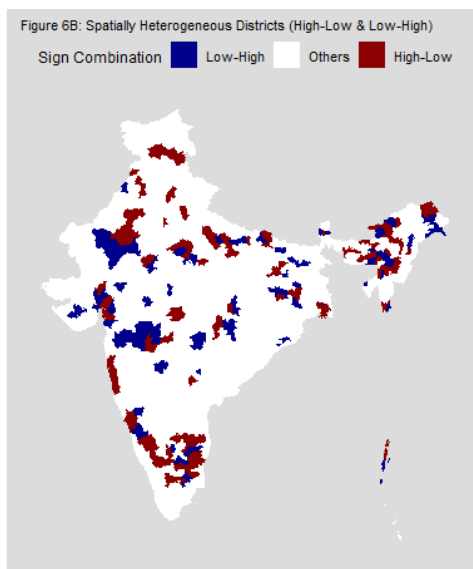 Figure 6B: Spatially Heterogeneous Districts (High-Low & Low-High)
Sign Combination Low-High Others High-Low